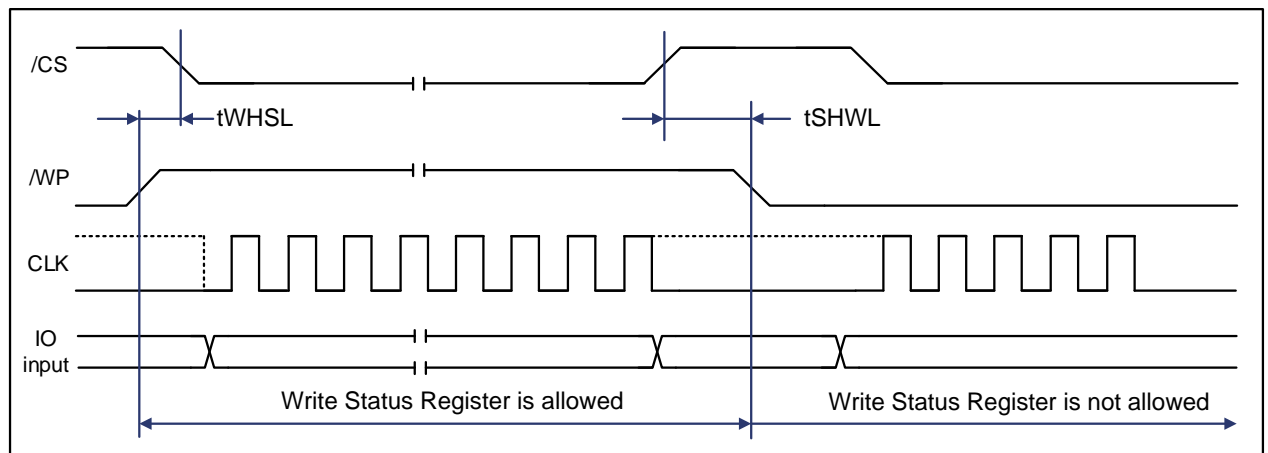 /CS
tWHSL
tSHWL
/WP
CLK
IO
input
Write Status Register is allowed
Write Status Register is not allowed